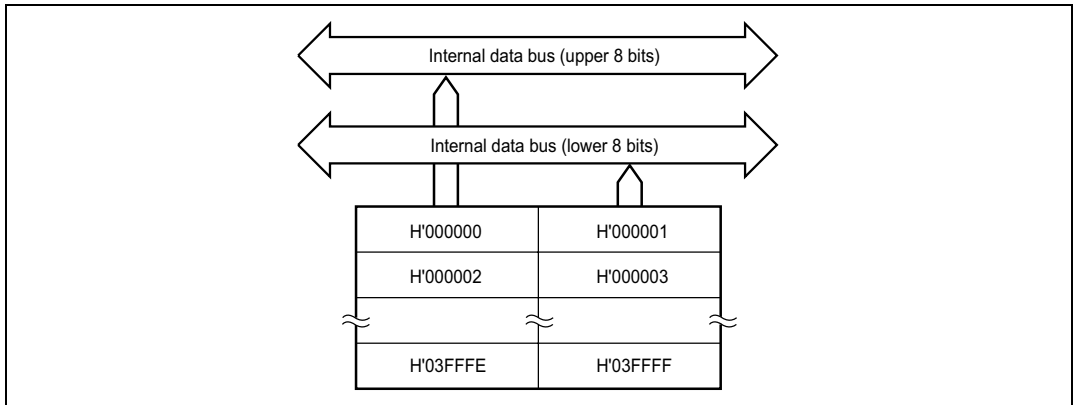 Internal data bus (upper 8 bits)
Internal data bus (lower 8 bits)
H'000000 H'000001
H'000002 H'000003
H'03FFFE H'03FFFF